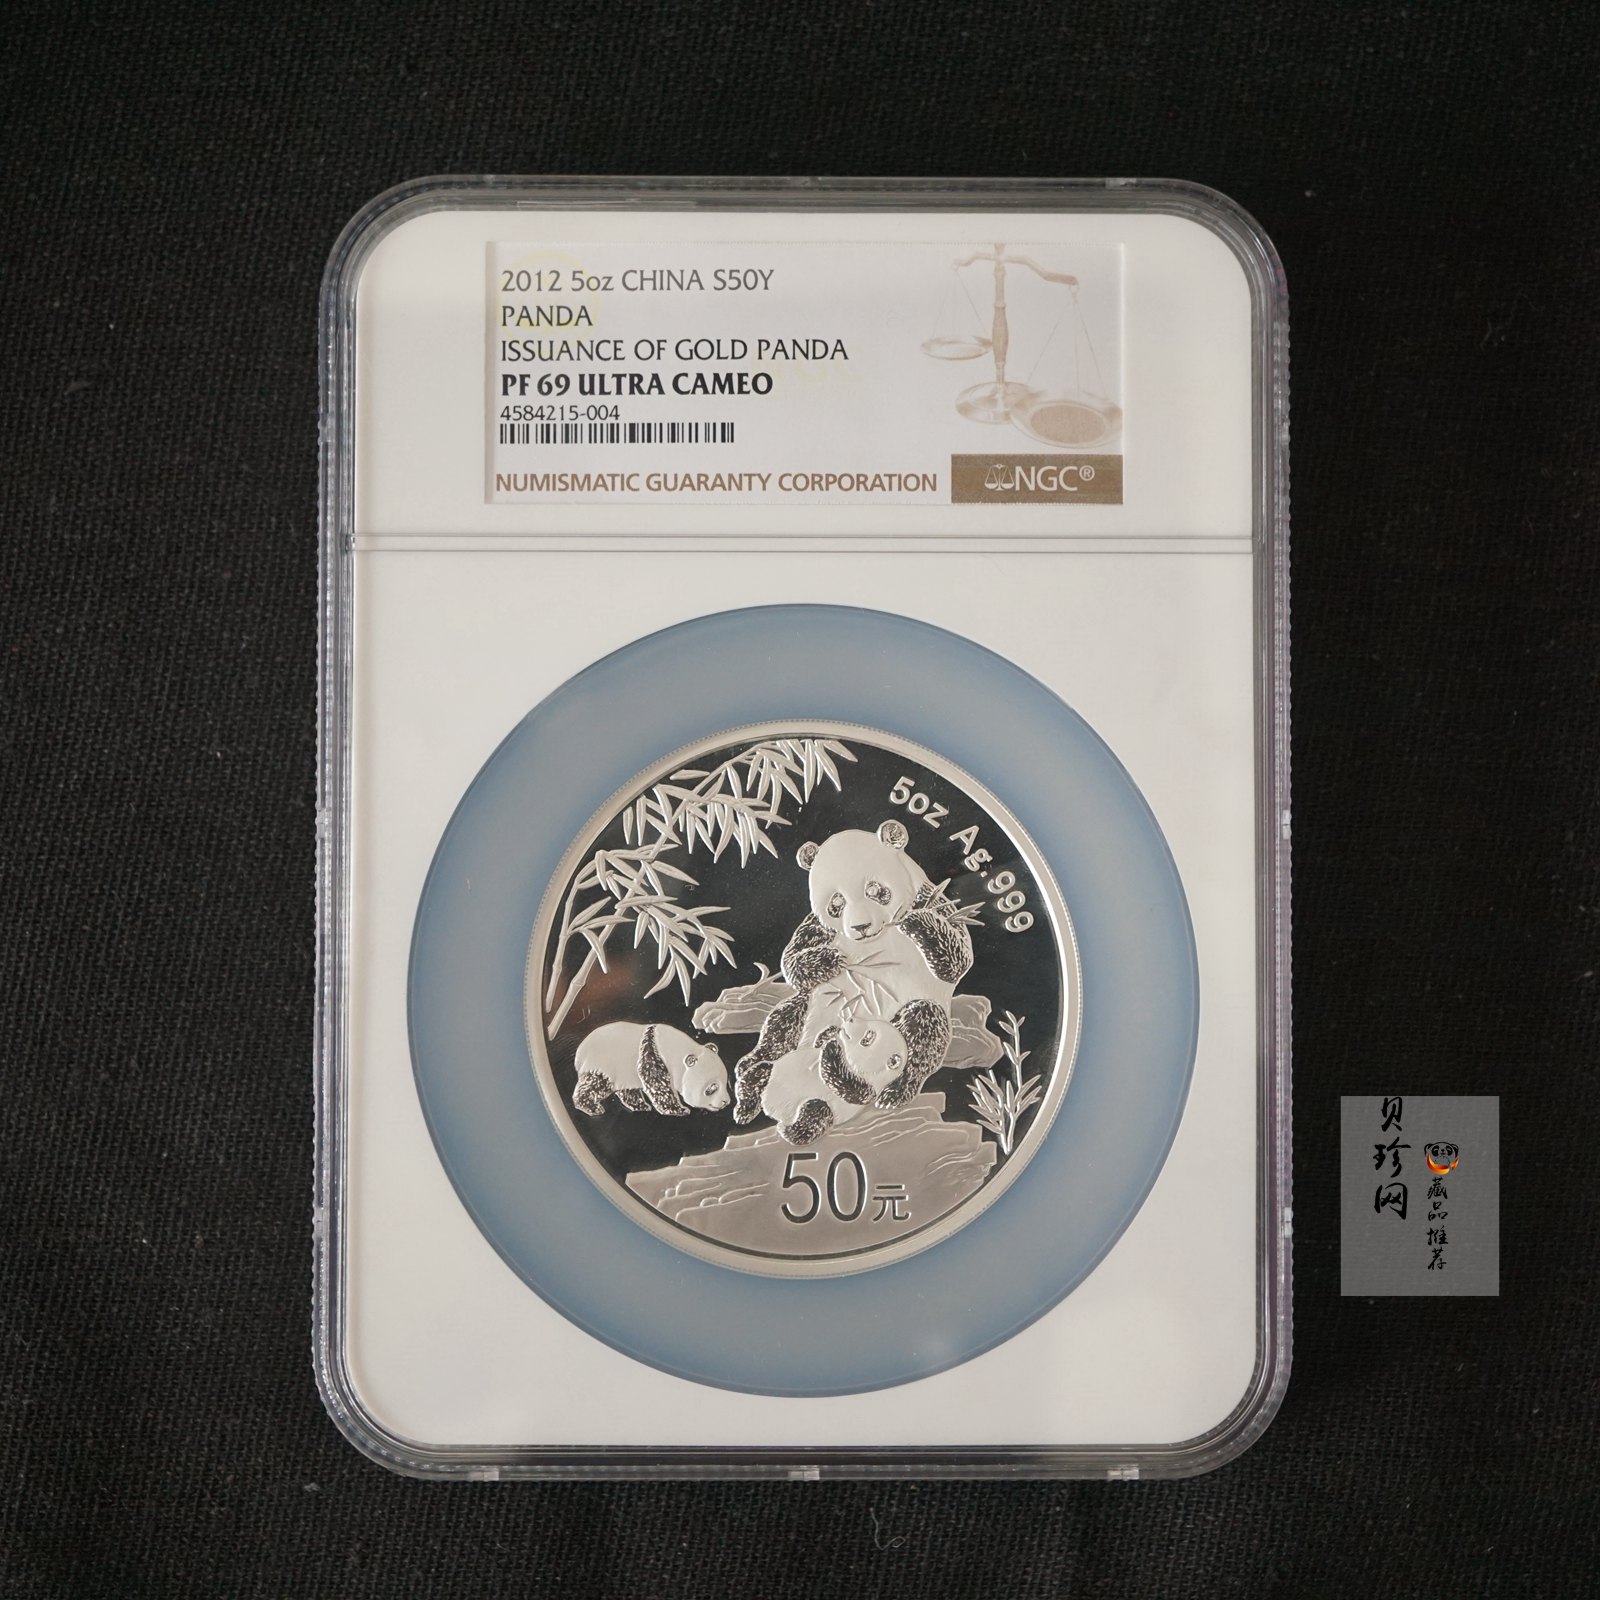 2012 5oz CHINA S50Y
PANDA
ISSUANCE OF GOLD PANDA
PF 69 ULTRA CAMEO
4584215-004
NUMISMATIC GUARANTY CORPORATION
NGC®
5oz Ag.999
50元
贝珍网
藏品推荐